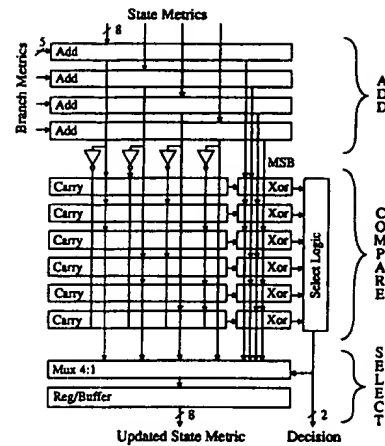 State Metrics
8
5
Branch Metrics
Add
Add
Add
Add
ADD
MSB
Carry Xor
Carry Xor
Carry Xor
Carry Xor
Carry Xor
Carry Xor
Select Logic
COMPARE
Mux 4:1
Reg/Buffer
SELECT
8
2
Updated State Metric
Decision